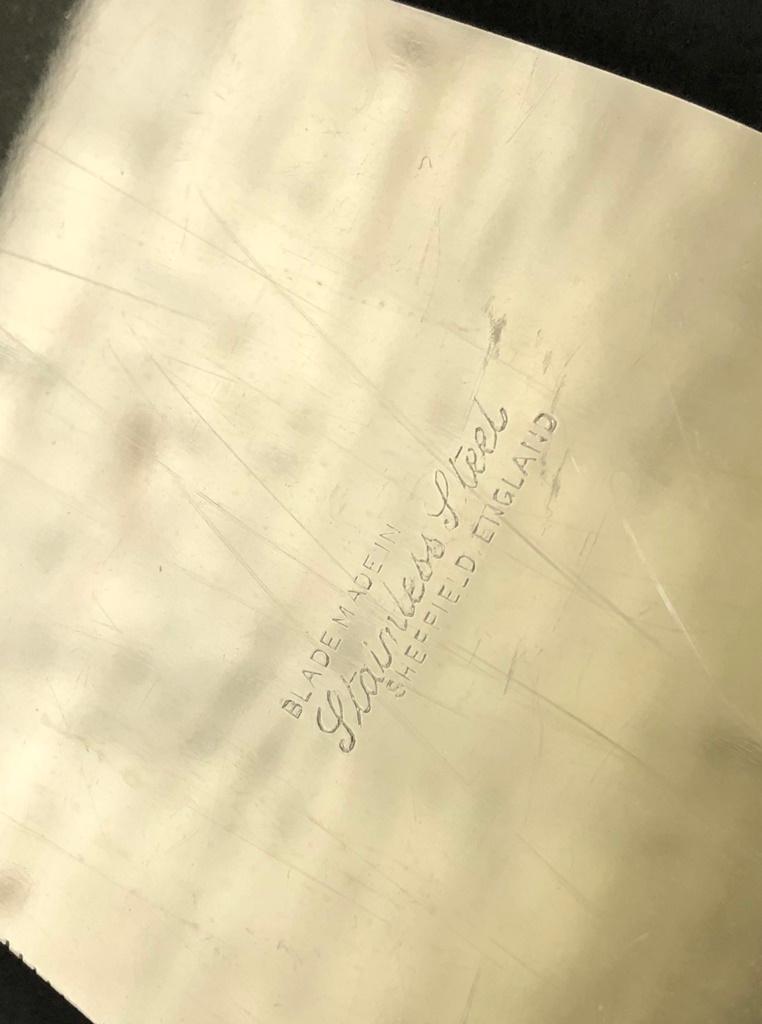 BLADE MADE IN
Stainless Steel
SHEFFIELD ENGLAND